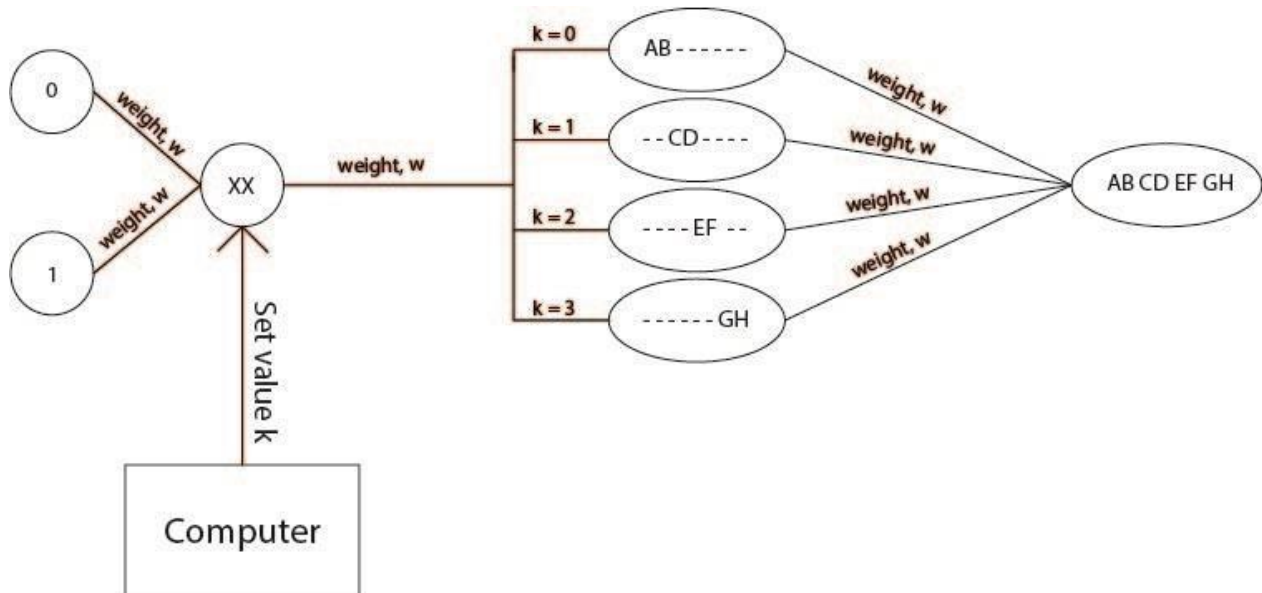 0
1
weight, w
weight, w
XX
Set value k
Computer
weight, w
k = 0
k = 1
k = 2
k = 3
AB - - - - - -
- - CD - - - -
- - - - EF - -
- - - - - - GH
weight, w
weight, w
weight, w
weight, w
AB CD EF GH